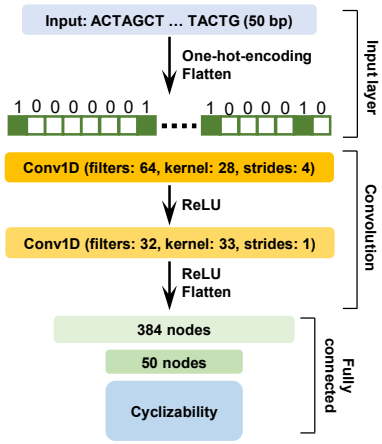 Input: ACTAGCT ... TACTG (50 bp)
One-hot-encoding
Flatten
1 0 0 0 0 0 0 1 1 0 0 0 0 1 0
Conv1D (filters: 64, kernel: 28, strides: 4)
ReLU
Conv1D (filters: 32, kernel: 33, strides: 1)
ReLU
Flatten
384 nodes
50 nodes
Cyclizability
Input layer
Convolution
Fully
connected